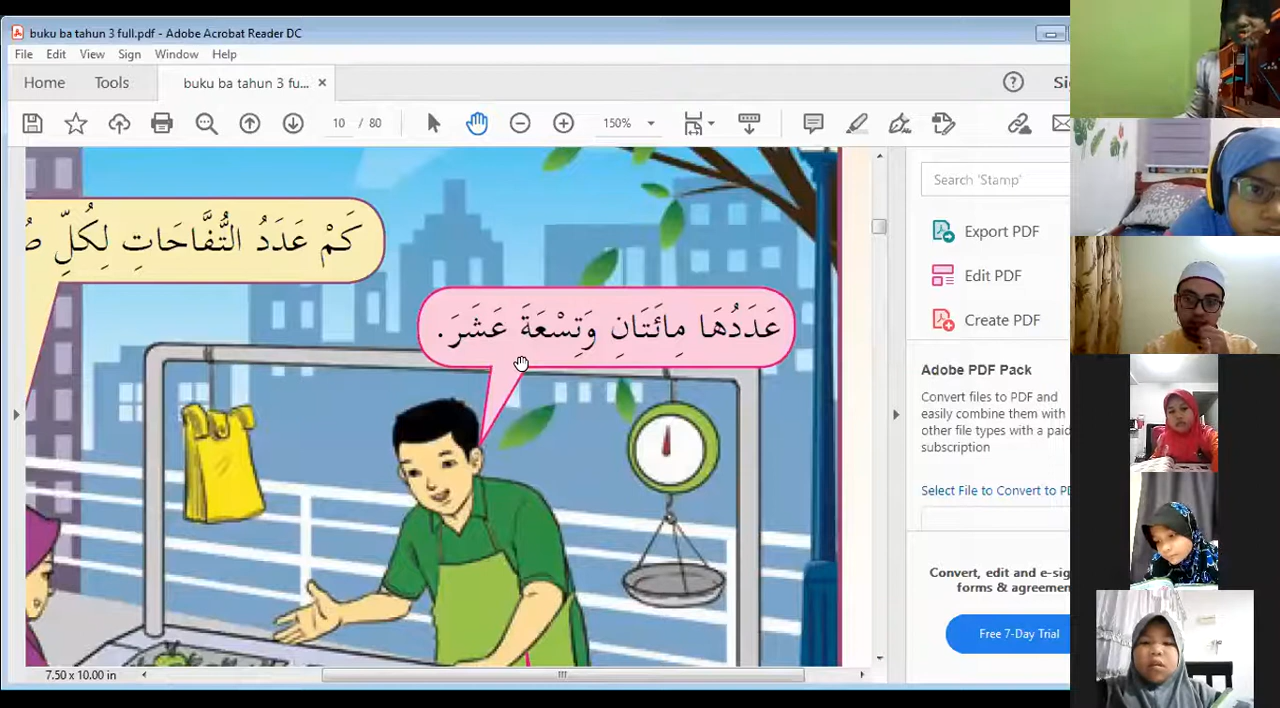 buku ba tahun 3 full.pdf - Adobe Acrobat Reader DC
File Edit View Sign Window Help
Home Tools buku ba tahun 3 fu... ×
10 / 80 150%
كَمْ عَدَدُ التُّفَّاحَاتِ لِكُلِّ
عَدَدُهَا مِائَتَانِ وَتِسْعَةَ عَشَرَ.
Search 'Stamp'
Export PDF
Edit PDF
Create PDF
Adobe PDF Pack
Convert files to PDF and
easily combine them with
other file types with a paid
subscription
Select File to Convert to
Convert, edit and e-sig
forms & agreemen
Free 7-Day Trial
7.50 x 10.00 in